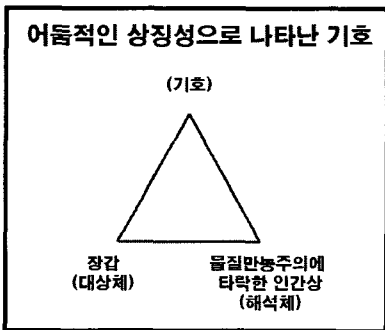 어둠적인 상징성으로 나타난 기호
(기호)
장갑
(대상체)
물질만능주의에
타락한 인간상
(해석체)